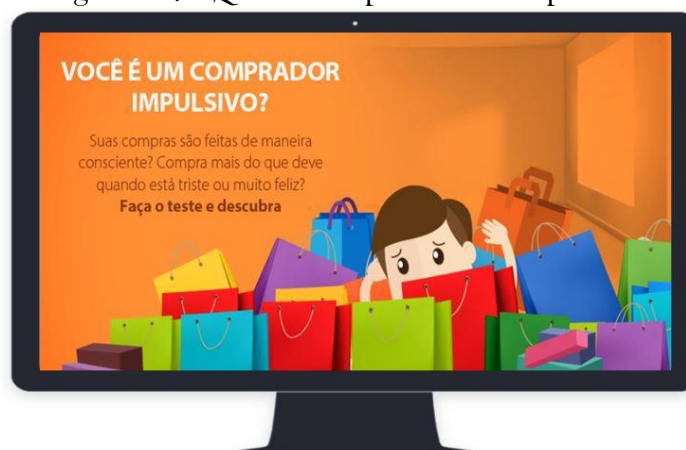 VOCÊ É UM COMPRADOR
IMPULSIVO?
Suas compras são feitas de maneira
consciente? Compra mais do que deve
quando está triste ou muito feliz?
Faça o teste e descubra